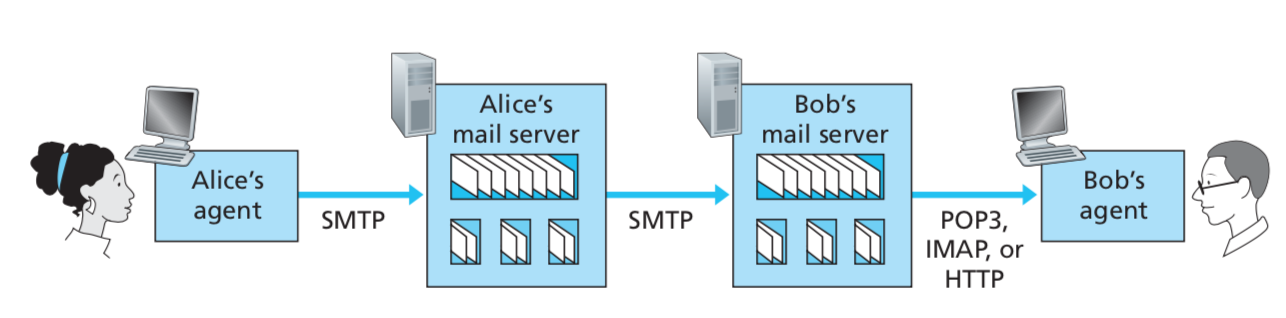 Alice's
agent
SMTP
Alice's
mail server
SMTP
Bob's
mail server
POP3,
IMAP, or
HTTP
Bob's
agent